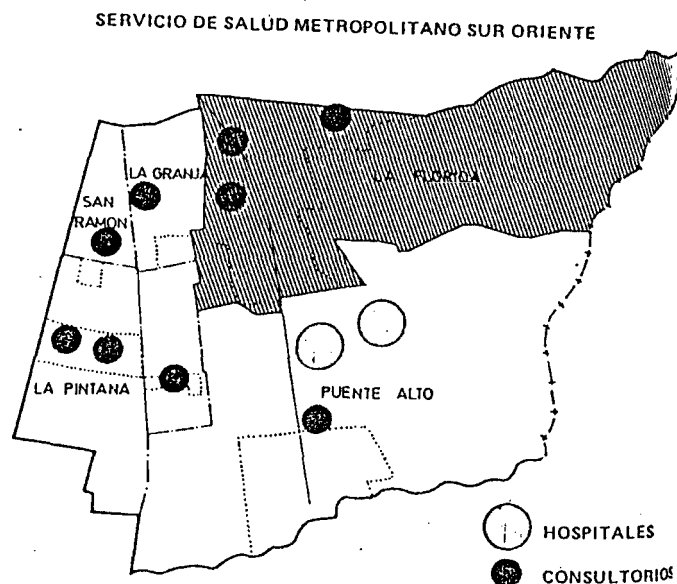 SERVICIO DE SALUD METROPOLITANO SUR ORIENTE
LA GRANJA
LA FLORIDA
SAN
RAMON
LA PINTANA
PUENTE ALTO
HOSPITALES
CONSULTORIOS